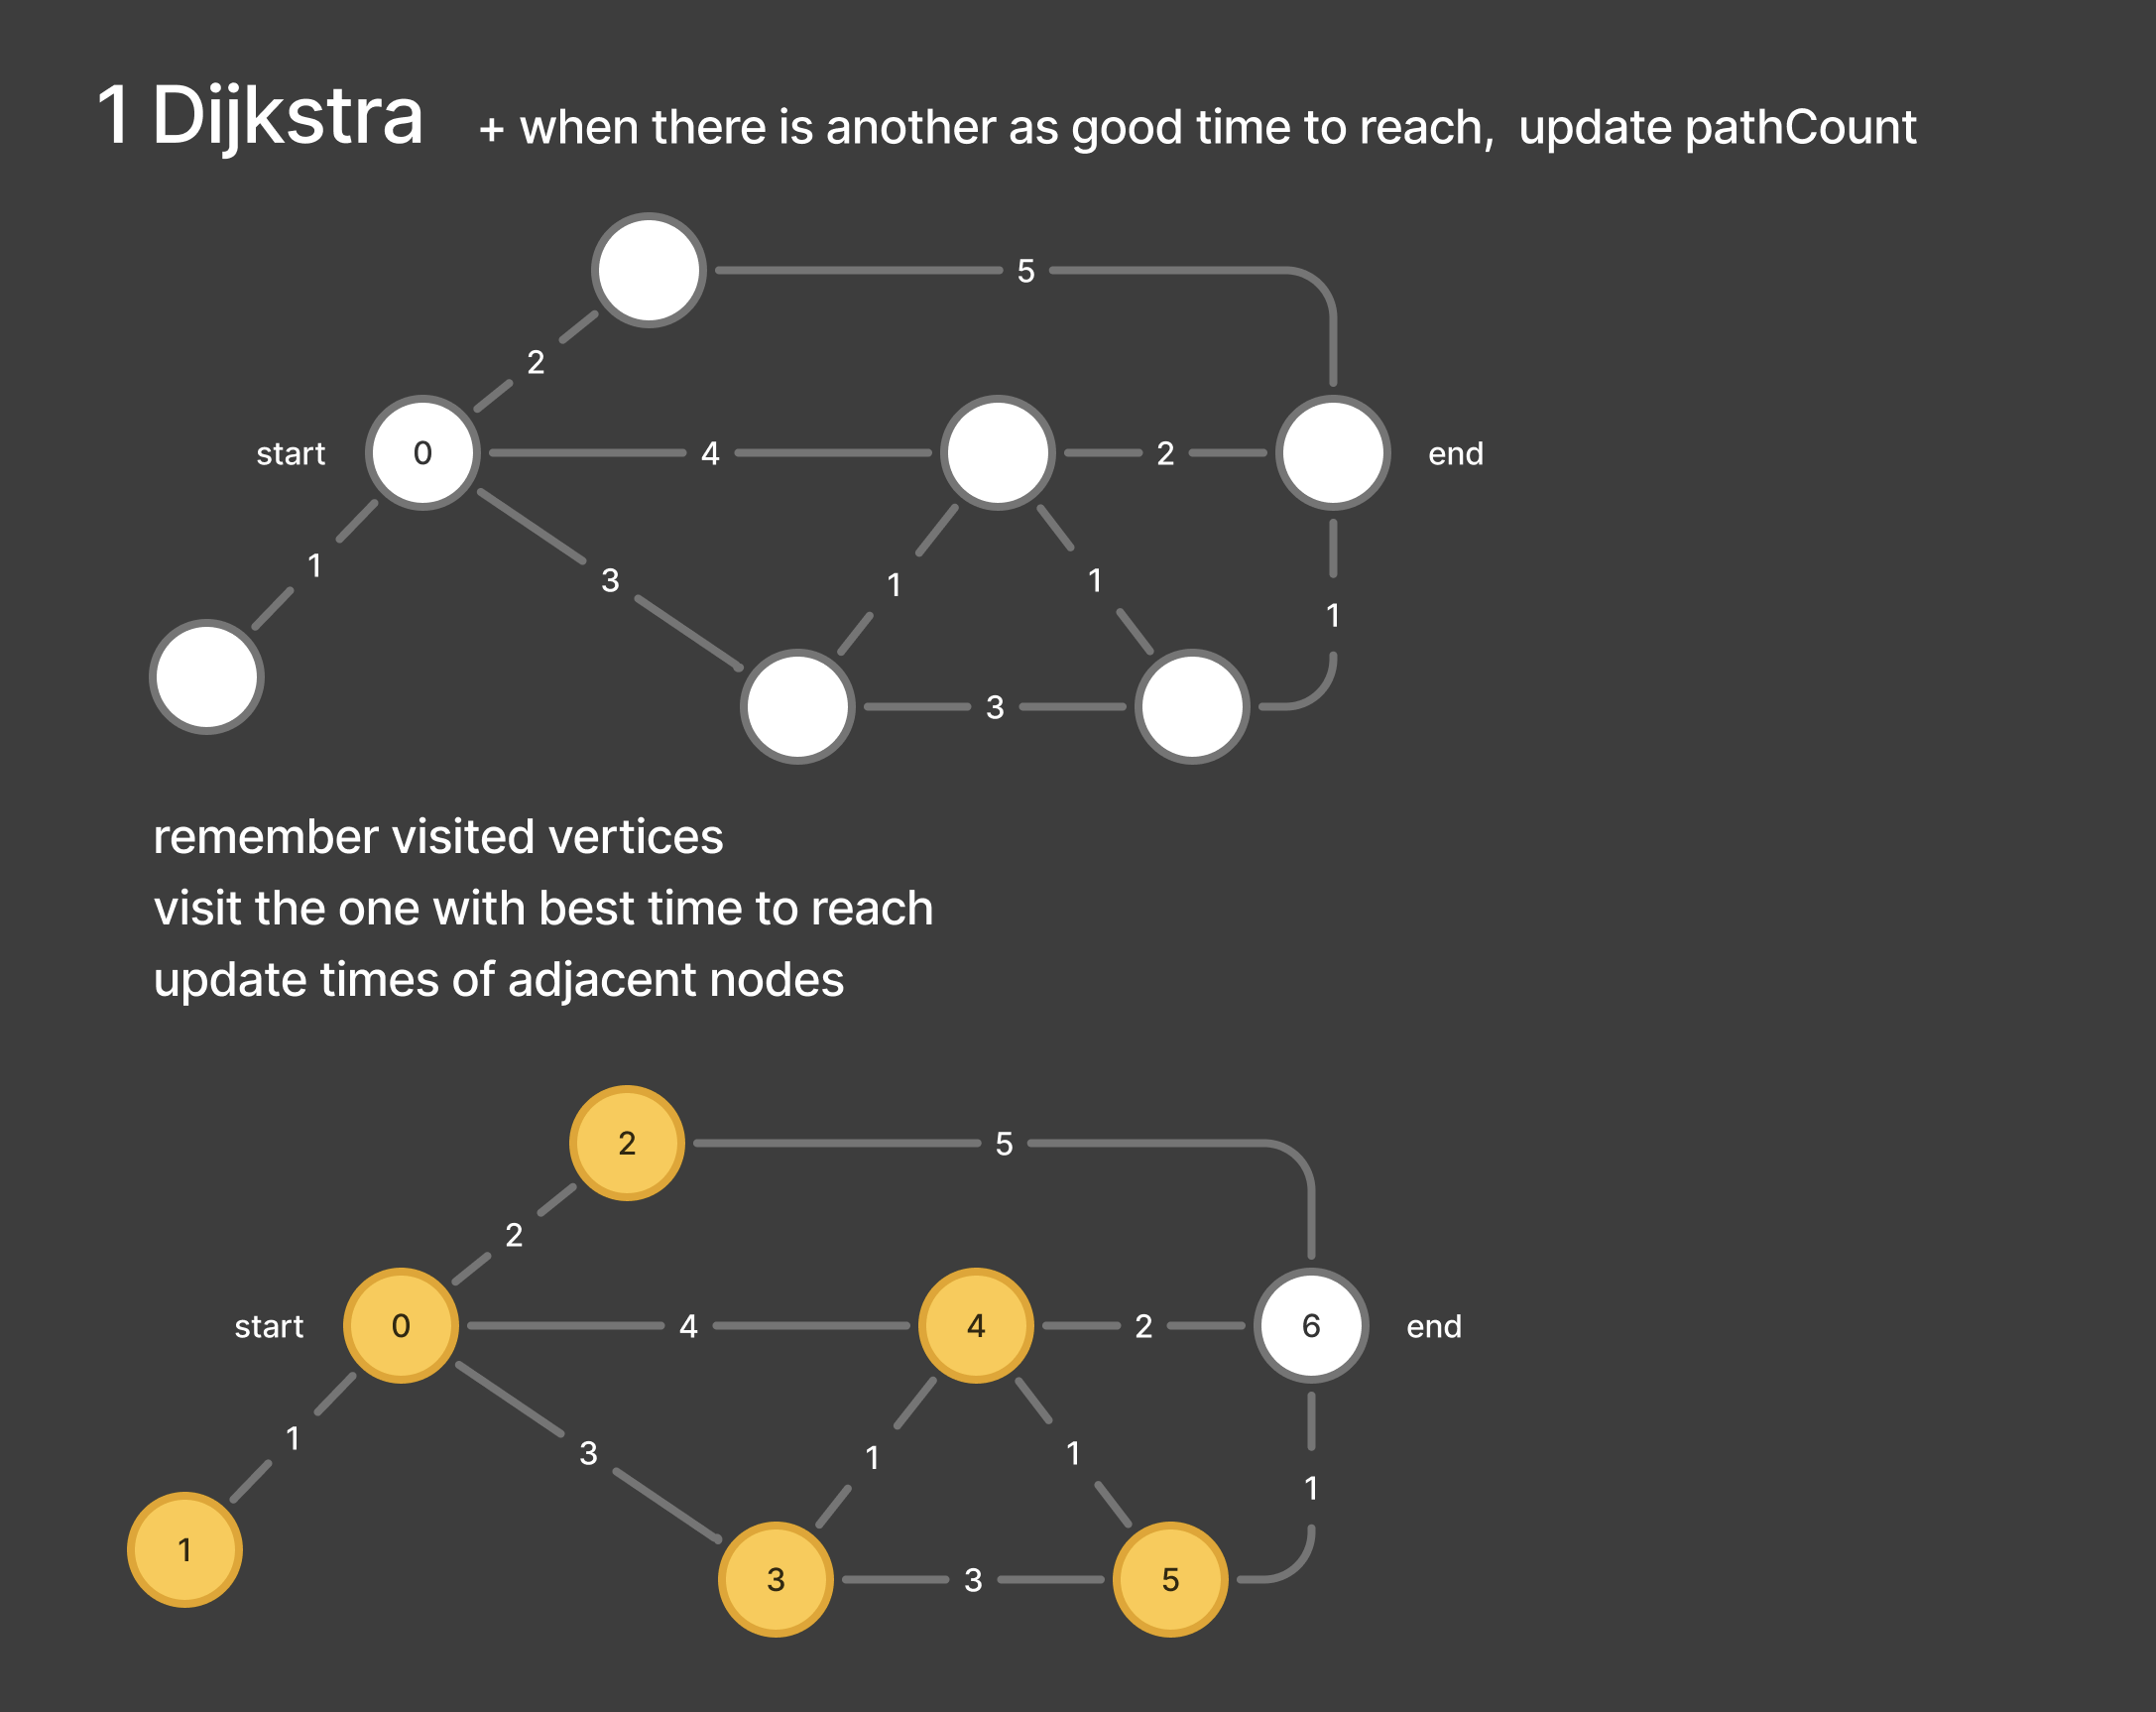 1 Dijkstra + when there is another as good time to reach, update pathCount
5
2
start 0 4 2 end
1
3
1 1
1
3
remember visited vertices
visit the one with best time to reach
update times of adjacent nodes
2 5
2
start 0 4 4 2 6 end
1
3
1 1
1
1
3 3 5